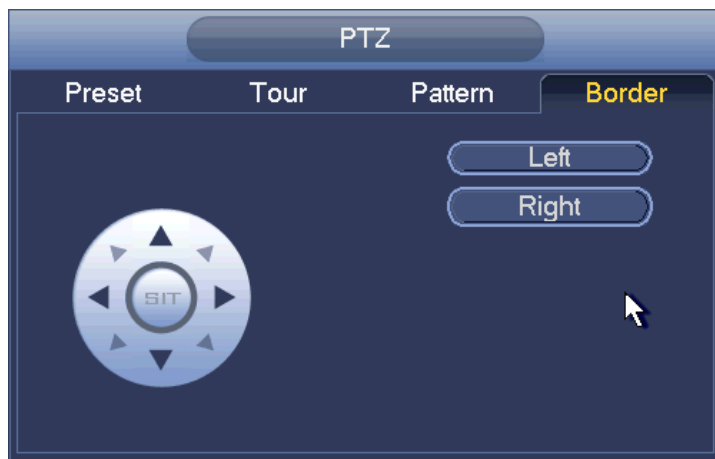 PTZ
Preset Tour Pattern Border
Left
Right
SIT